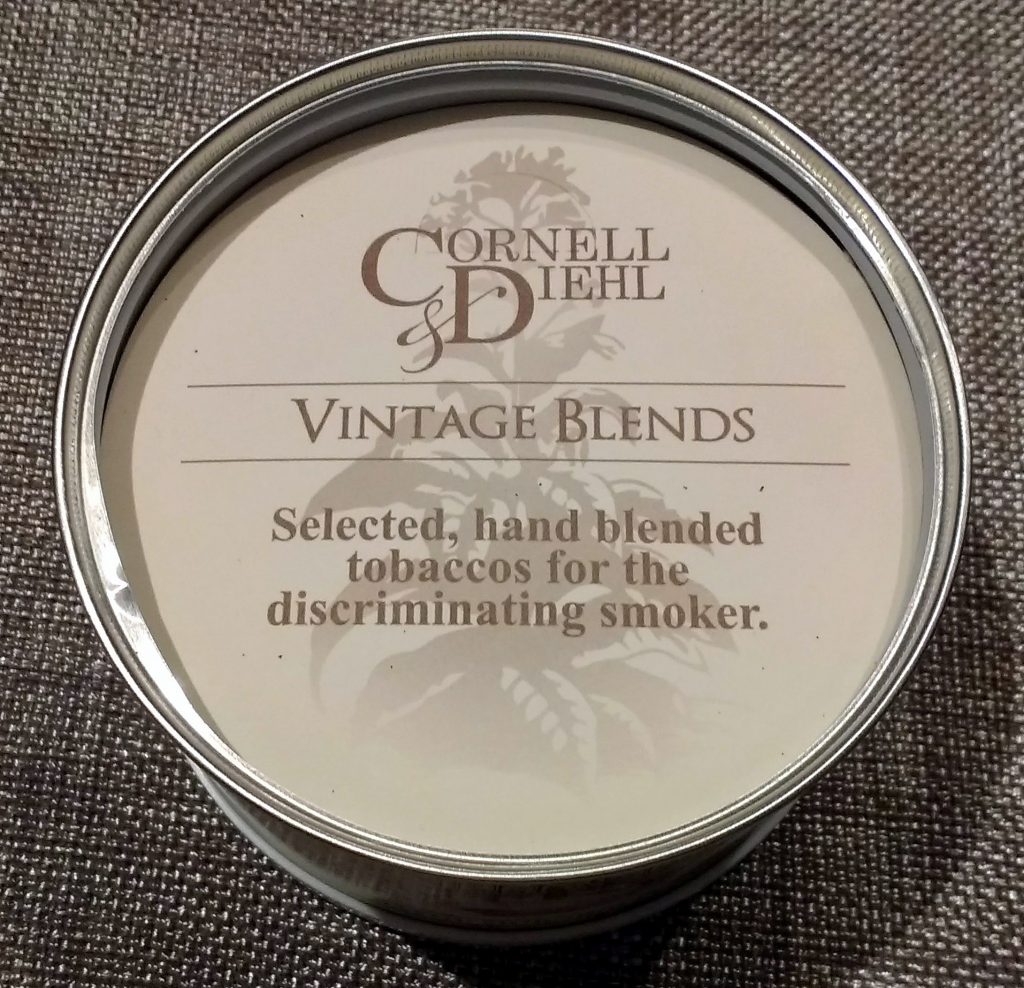 CORNELL
& DIEHL
VINTAGE BLENDS
Selected, hand blended
tobaccos for the
discriminating smoker.